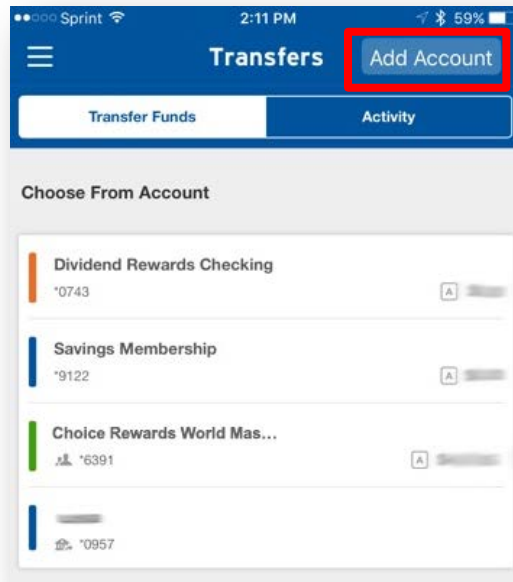 Sprint 2:11 PM 59%
Transfers Add Account
Transfer Funds Activity
Choose From Account
Dividend Rewards Checking
*0743 A
Savings Membership
*9122 A
Choice Rewards World Mas...
*6391 A
*0957